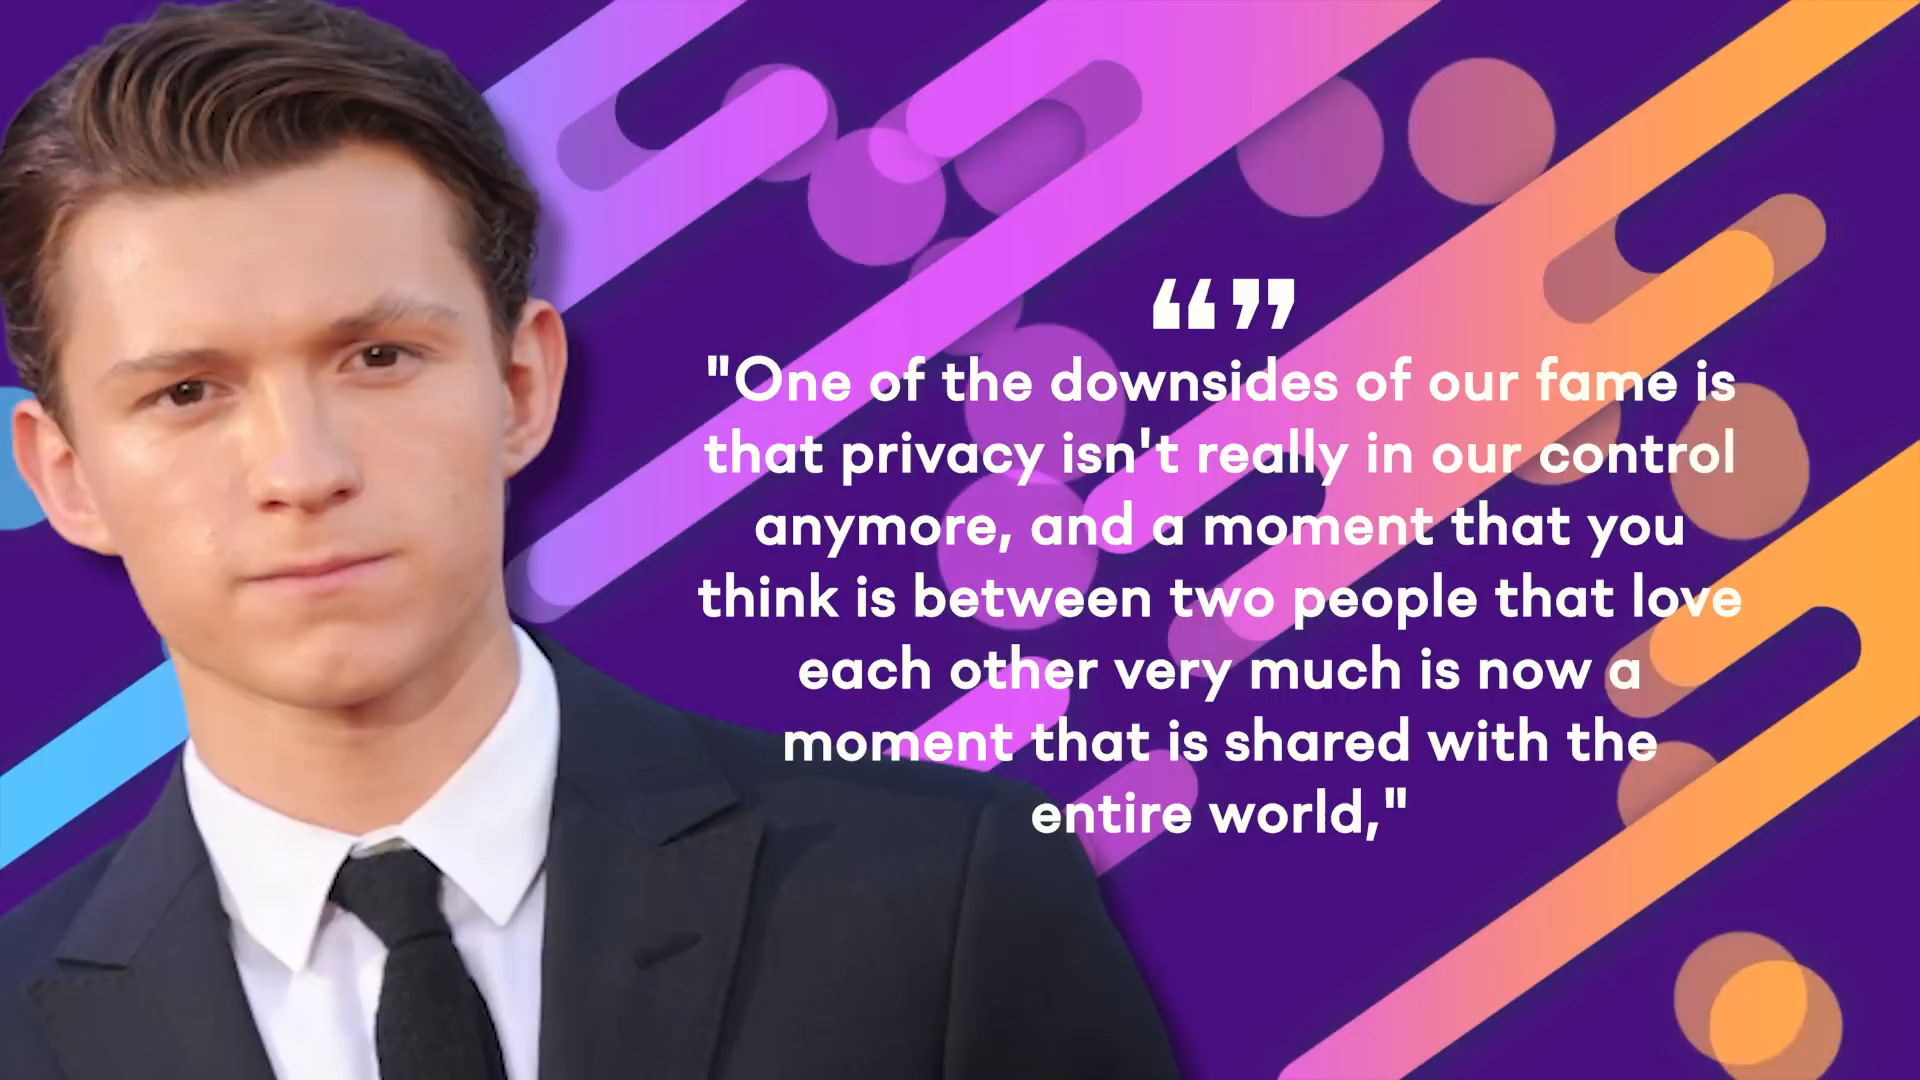 “”
"One of the downsides of our fame is
that privacy isn't really in our control
anymore, and a moment that you
think is between two people that love
each other very much is now a
moment that is shared with the
entire world,"